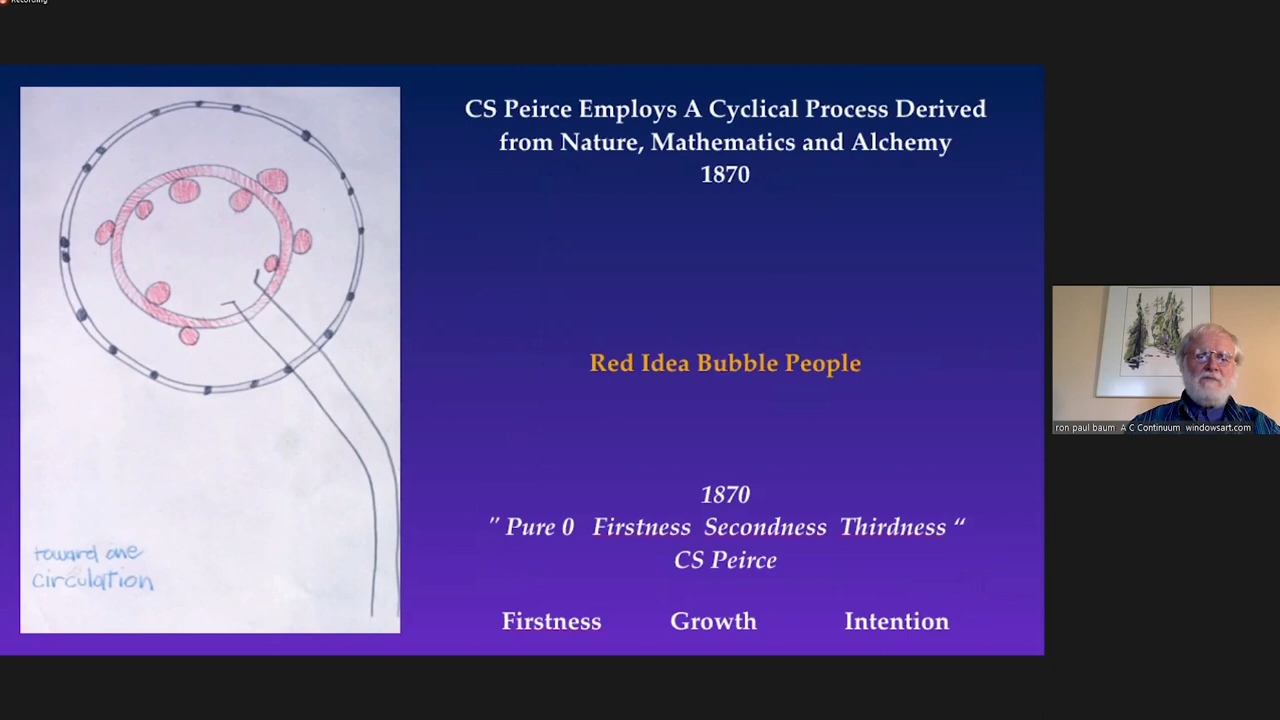 Recording
CS Peirce Employs A Cyclical Process Derived
from Nature, Mathematics and Alchemy
1870
Red Idea Bubble People
1870
" Pure 0 Firstness Secondness Thirdness “
CS Peirce
Firstness Growth Intention
toward one
circulation
ron paul baum A C Continuum windowsart.com